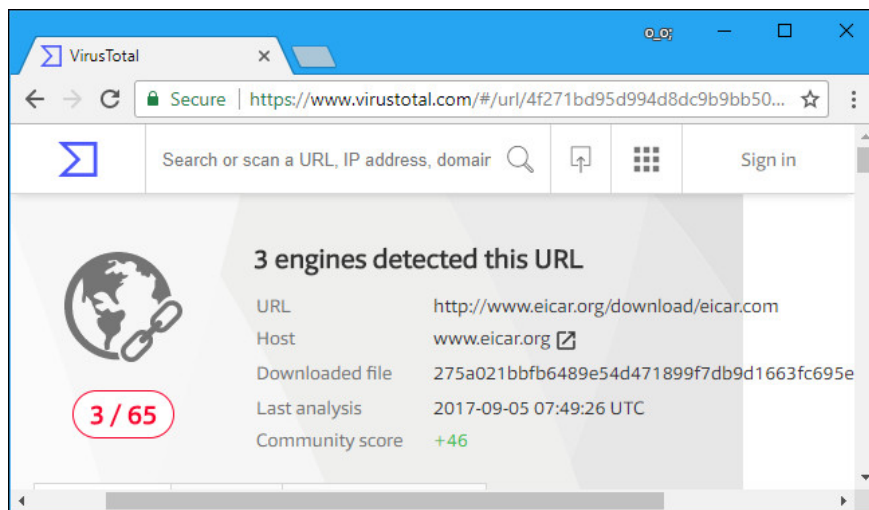 o_o;
VirusTotal
Secure https://www.virustotal.com/#/url/4f271bd95d994d8dc9b9bb50...
Search or scan a URL, IP address, domair
Sign in
3 engines detected this URL
URL http://www.eicar.org/download/eicar.com
Host www.eicar.org
Downloaded file 275a021bbfb6489e54d471899f7db9d1663fc695e
Last analysis 2017-09-05 07:49:26 UTC
3 / 65
Community score +46